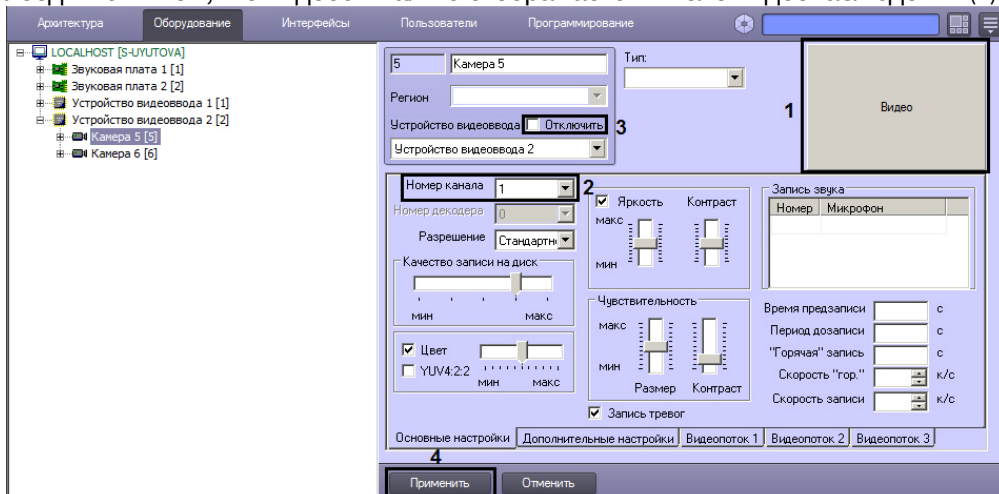 Архитектура Оборудование Интерфейсы Пользователи Программирование
LOCALHOST [S-UYUTOVA]
Звуковая плата 1 [1]
Звуковая плата 2 [2]
Устройство видеоввода 1 [1]
Устройство видеоввода 2 [2]
Камера 5 [5]
Камера 6 [6]
5 Камера 5
Тип:
Регион
Устройство видеоввода Отключить 3
Устройство видеоввода 2
1 Видео
Номер канала 1 2
Номер декодера 0
Разрешение Стандартн
Качество записи на диск
мин макс
Цвет
YUV4:2:2
мин макс
Яркость Контраст
макс
мин
Чувствительность
макс
мин
Размер Контраст
Запись тревог
Запись звука
Номер Микрофон
Время предзаписи с
Период дозаписи с
"Горячая" запись с
Скорость "гор." к/с
Скорость записи к/с
Основные настройки Дополнительные настройки Видеопоток 1 Видеопоток 2 Видеопоток 3
4
Применить Отменить